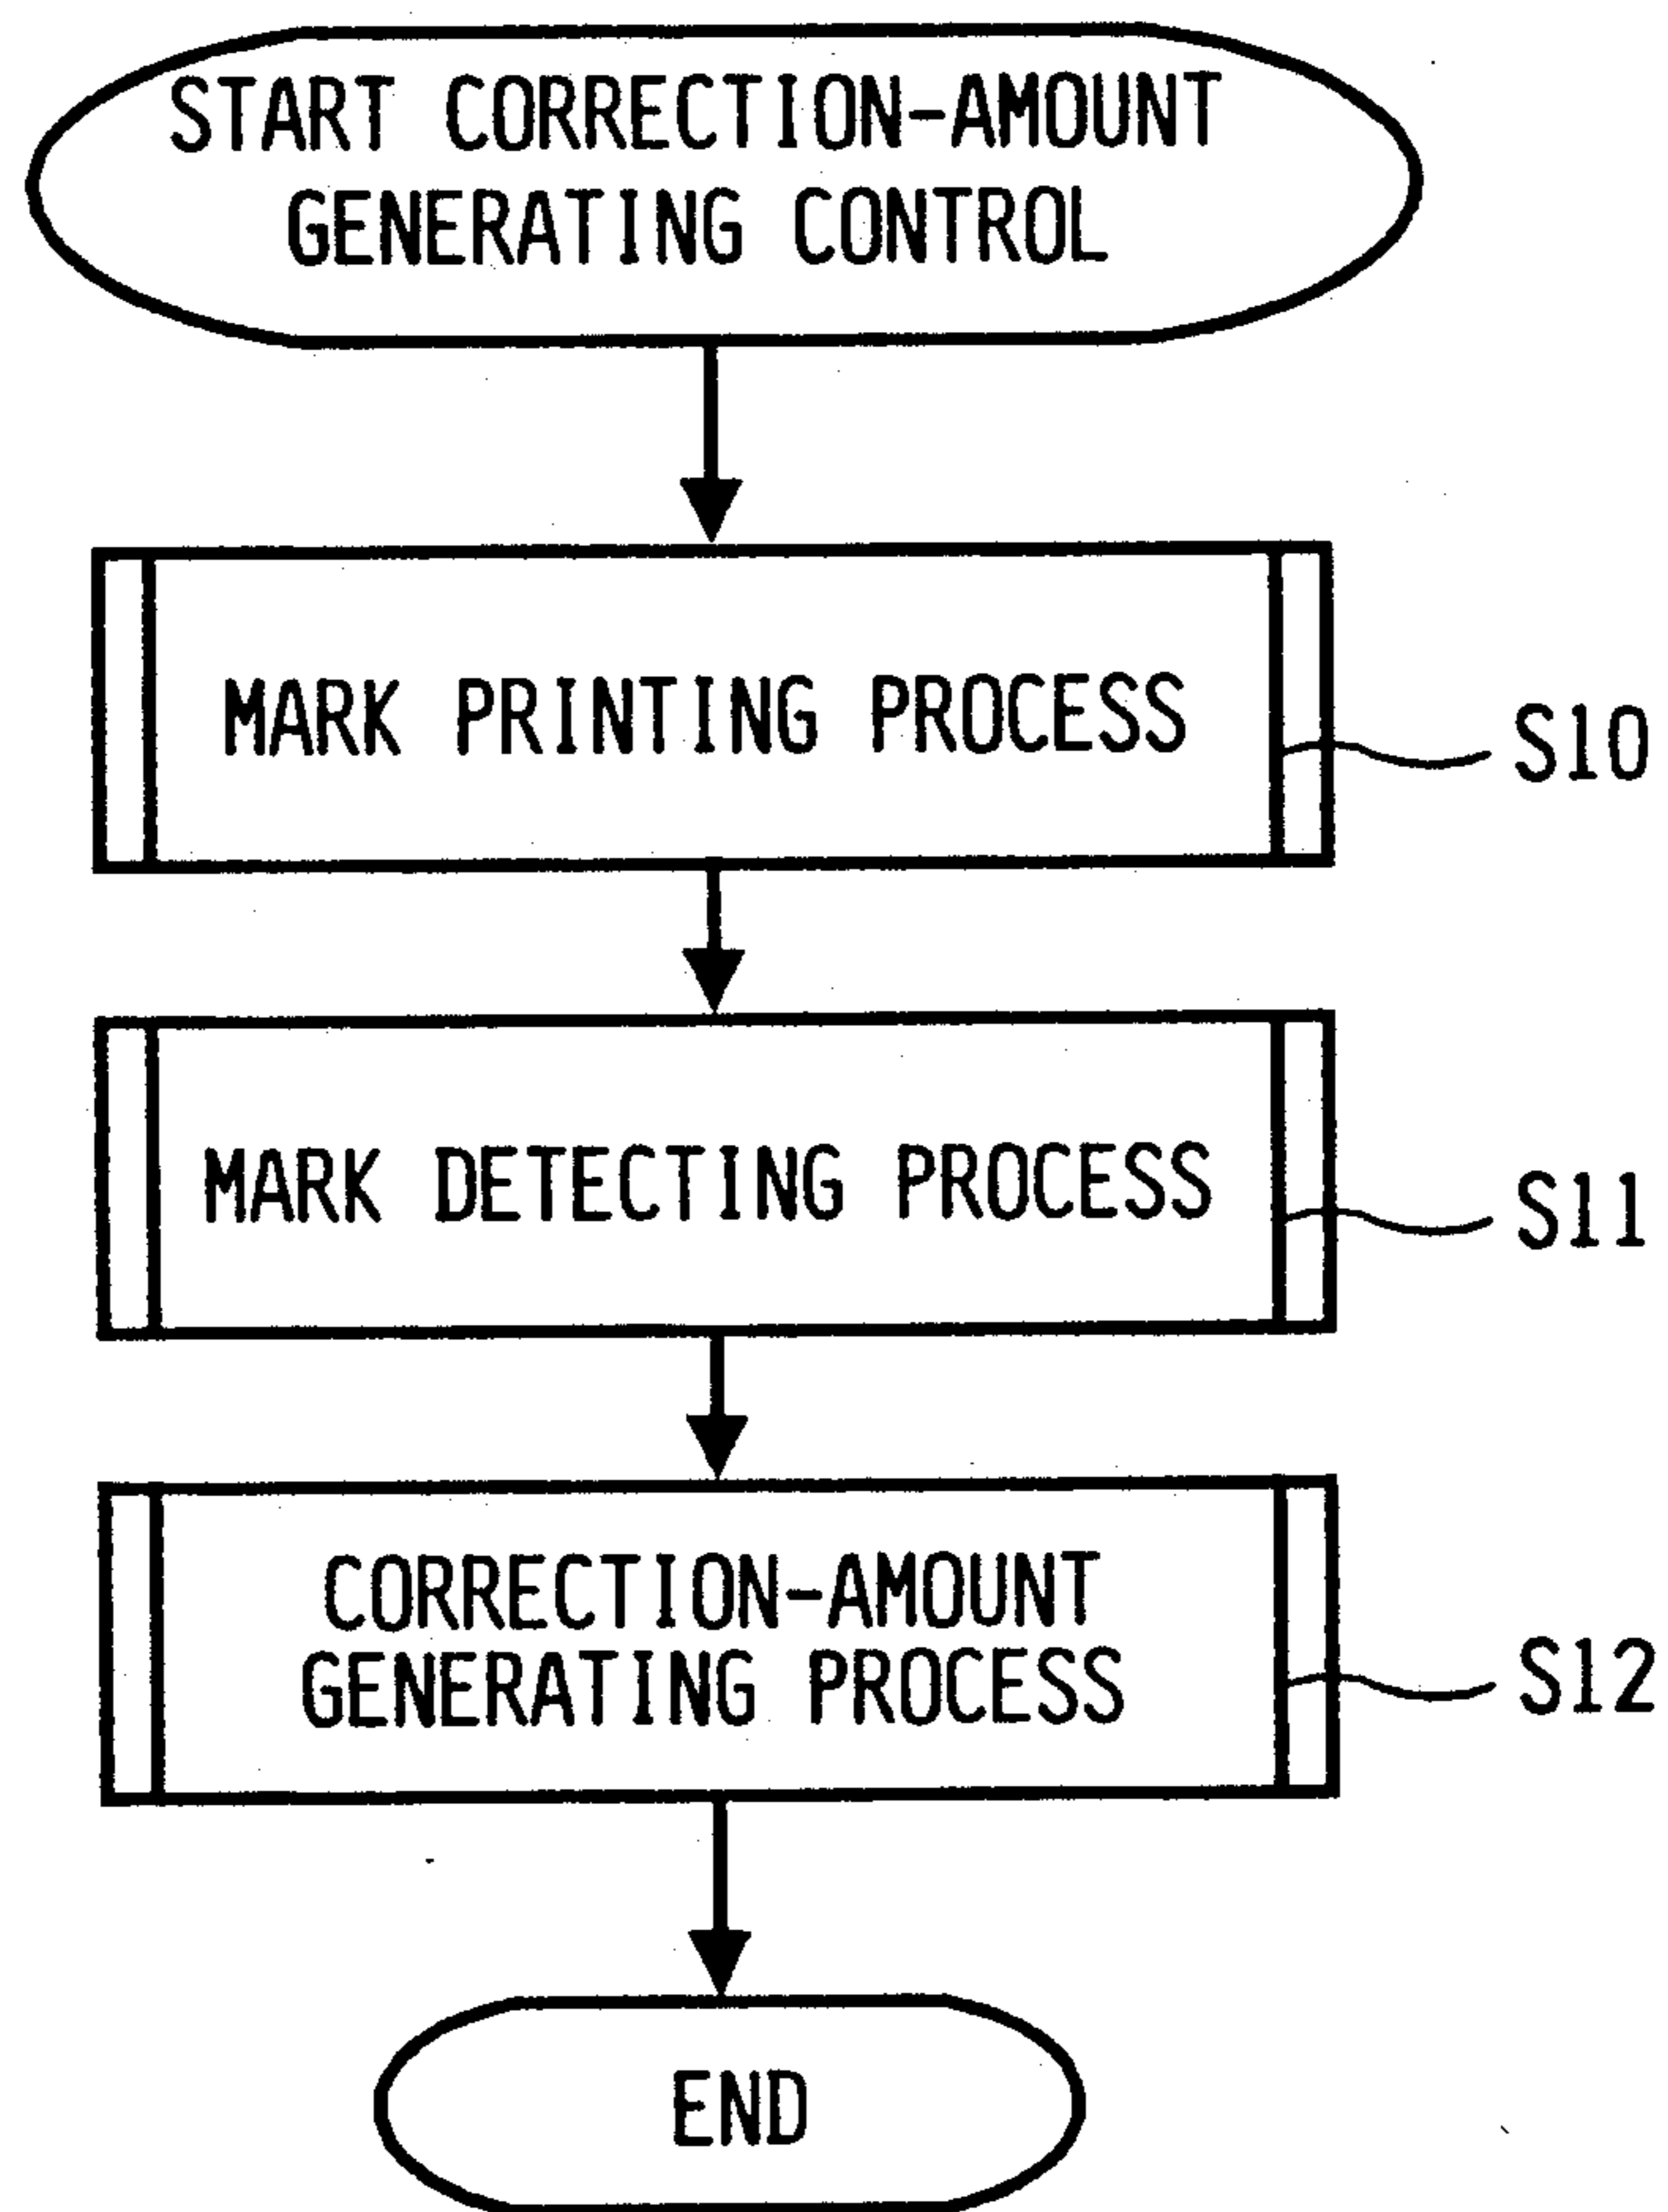 START CORRECTION-AMOUNT
GENERATING CONTROL
MARK PRINTING PROCESS
S10
MARK DETECTING PROCESS
S11
CORRECTION-AMOUNT
GENERATING PROCESS
S12
END